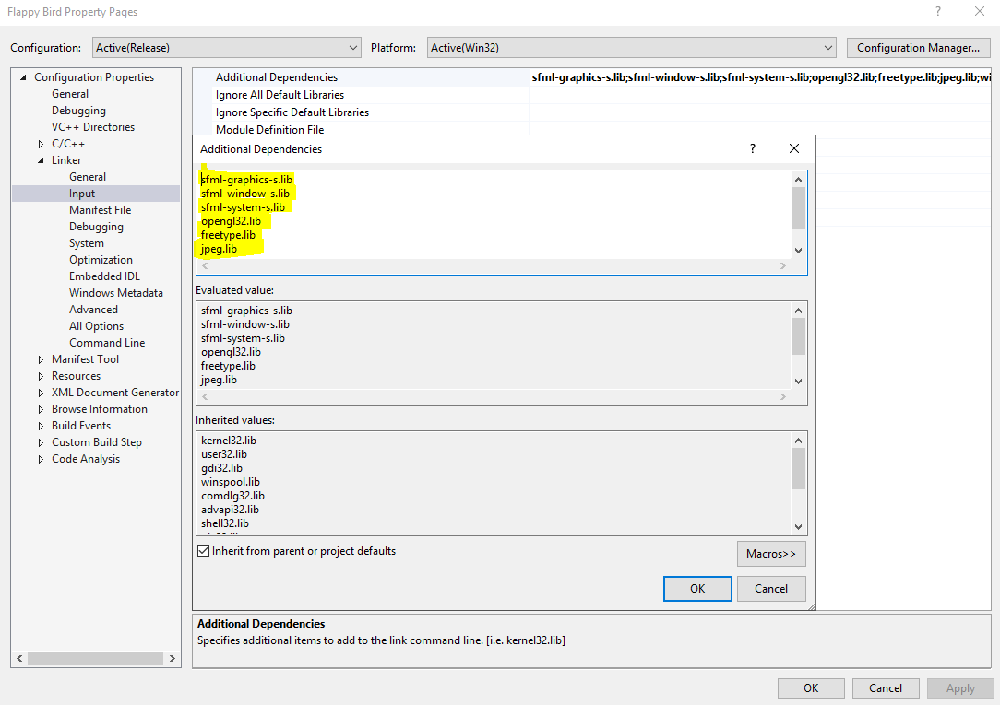 Flappy Bird Property Pages
Configuration: Active(Release) Platform: Active(Win32) Configuration Manager...
Configuration Properties
General
Debugging
VC++ Directories
C/C++
Linker
General
Input
Manifest File
Debugging
System
Optimization
Embedded IDL
Windows Metadata
Advanced
All Options
Command Line
Manifest Tool
Resources
XML Document Generator
Browse Information
Build Events
Custom Build Step
Code Analysis
Additional Dependencies sfml-graphics-s.lib;sfml-window-s.lib;sfml-system-s.lib;opengl32.lib;freetype.lib;jpeg.lib;wi
Ignore All Default Libraries
Ignore Specific Default Libraries
Module Definition File
Additional Dependencies
sfml-graphics-s.lib
sfml-window-s.lib
sfml-system-s.lib
opengl32.lib
freetype.lib
jpeg.lib
Evaluated value:
sfml-graphics-s.lib
sfml-window-s.lib
sfml-system-s.lib
opengl32.lib
freetype.lib
jpeg.lib
Inherited values:
kernel32.lib
user32.lib
gdi32.lib
winspool.lib
comdlg32.lib
advapi32.lib
shell32.lib
Inherit from parent or project defaults
Macros>>
OK Cancel
Additional Dependencies
Specifies additional items to add to the link command line. [i.e. kernel32.lib]
OK Cancel Apply